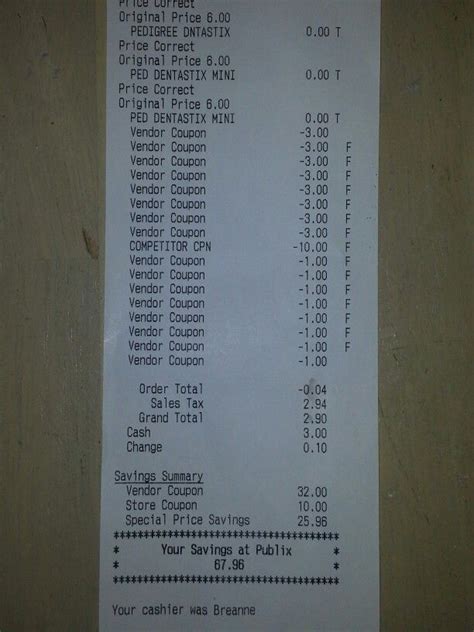 Price Correct
Original Price 6.00
PEDIGREE DNTASTIX 0.00 T
Price Correct
Original Price 6.00
PED DENTASTIX MINI 0.00 T
Price Correct
Original Price 6.00
PED DENTASTIX MINI 0.00 T
Vendor Coupon -3.00
Vendor Coupon -3.00 F
Vendor Coupon -3.00 F
Vendor Coupon -3.00 F
Vendor Coupon -3.00 F
Vendor Coupon -3.00 F
Vendor Coupon -3.00 F
Vendor Coupon -3.00 F
COMPETITOR CPN -10.00 F
Vendor Coupon -1.00 F
Vendor Coupon -1.00 F
Vendor Coupon -1.00 F
Vendor Coupon -1.00 F
Vendor Coupon -1.00 F
Vendor Coupon -1.00 F
Vendor Coupon -1.00 F
Vendor Coupon -1.00
Order Total -0.04
Sales Tax 2.94
Grand Total 2.90
Cash 3.00
Change 0.10
Savings Summary
Vendor Coupon 32.00
Store Coupon 10.00
Special Price Savings 25.96
****************************************
* Your Savings at Publix *
* 67.96 *
****************************************
Your cashier was Breanne